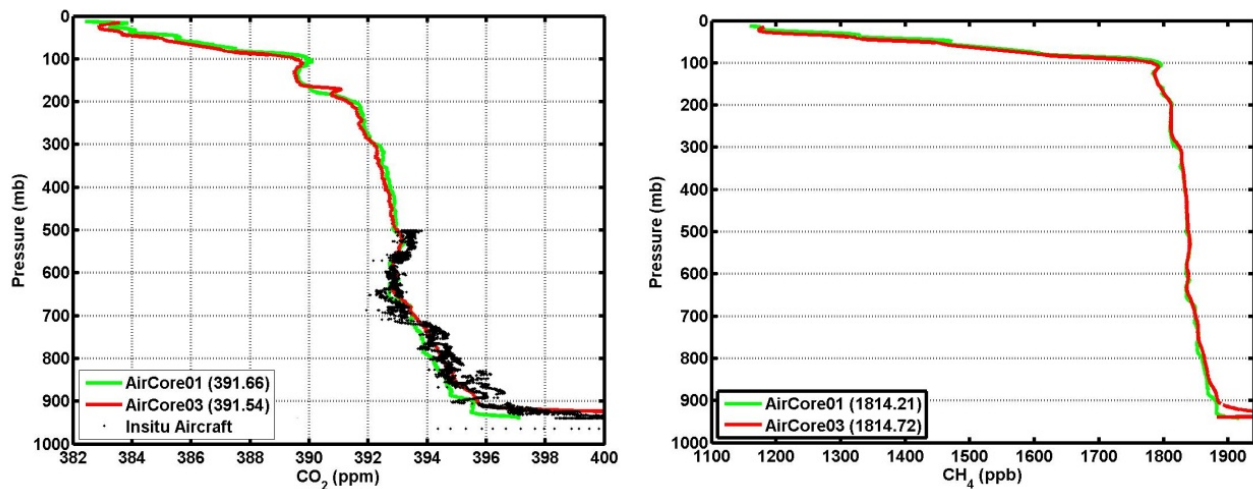 0
100
200
300
400
500
600
700
800
900
1000
Pressure (mb)
AirCore01 (391.66)
AirCore03 (391.54)
Insitu Aircraft
382 384 386 388 390 392 394 396 398 400
CO2 (ppm)
0
100
200
300
400
500
600
700
800
900
1000
Pressure (mb)
AirCore01 (1814.21)
AirCore03 (1814.72)
1100 1200 1300 1400 1500 1600 1700 1800 1900
CH4 (ppb)